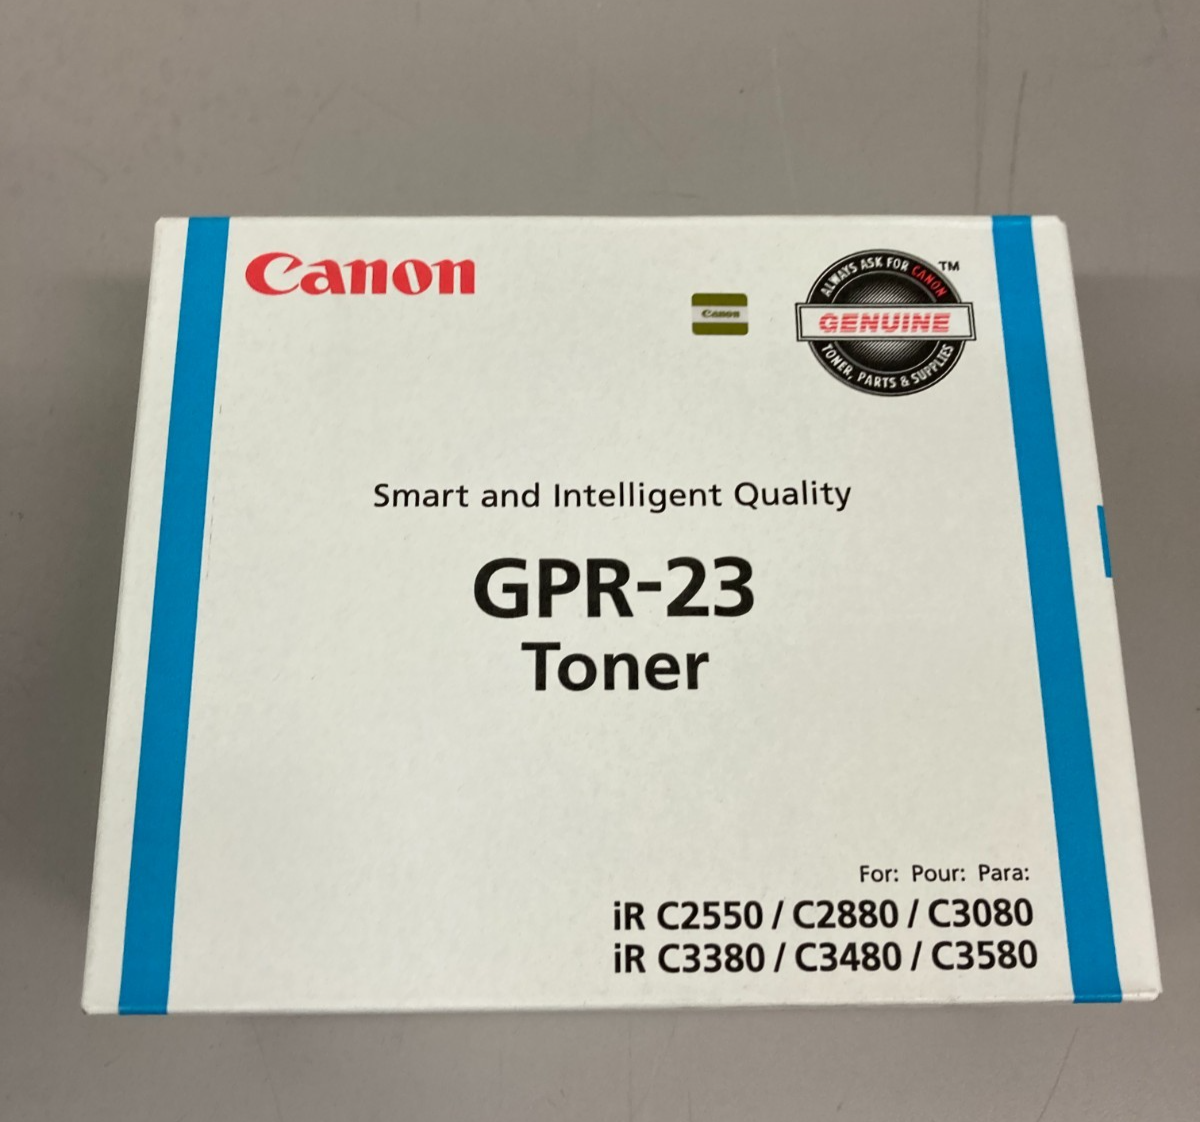 Canon
Canon
ALWAYS ASK FOR CANON
TM
GENUINE
TONER, PARTS & SUPPLIES
Smart and Intelligent Quality
GPR-23
Toner
For: Pour: Para:
iR C2550 / C2880 / C3080
iR C3380 / C3480 / C3580